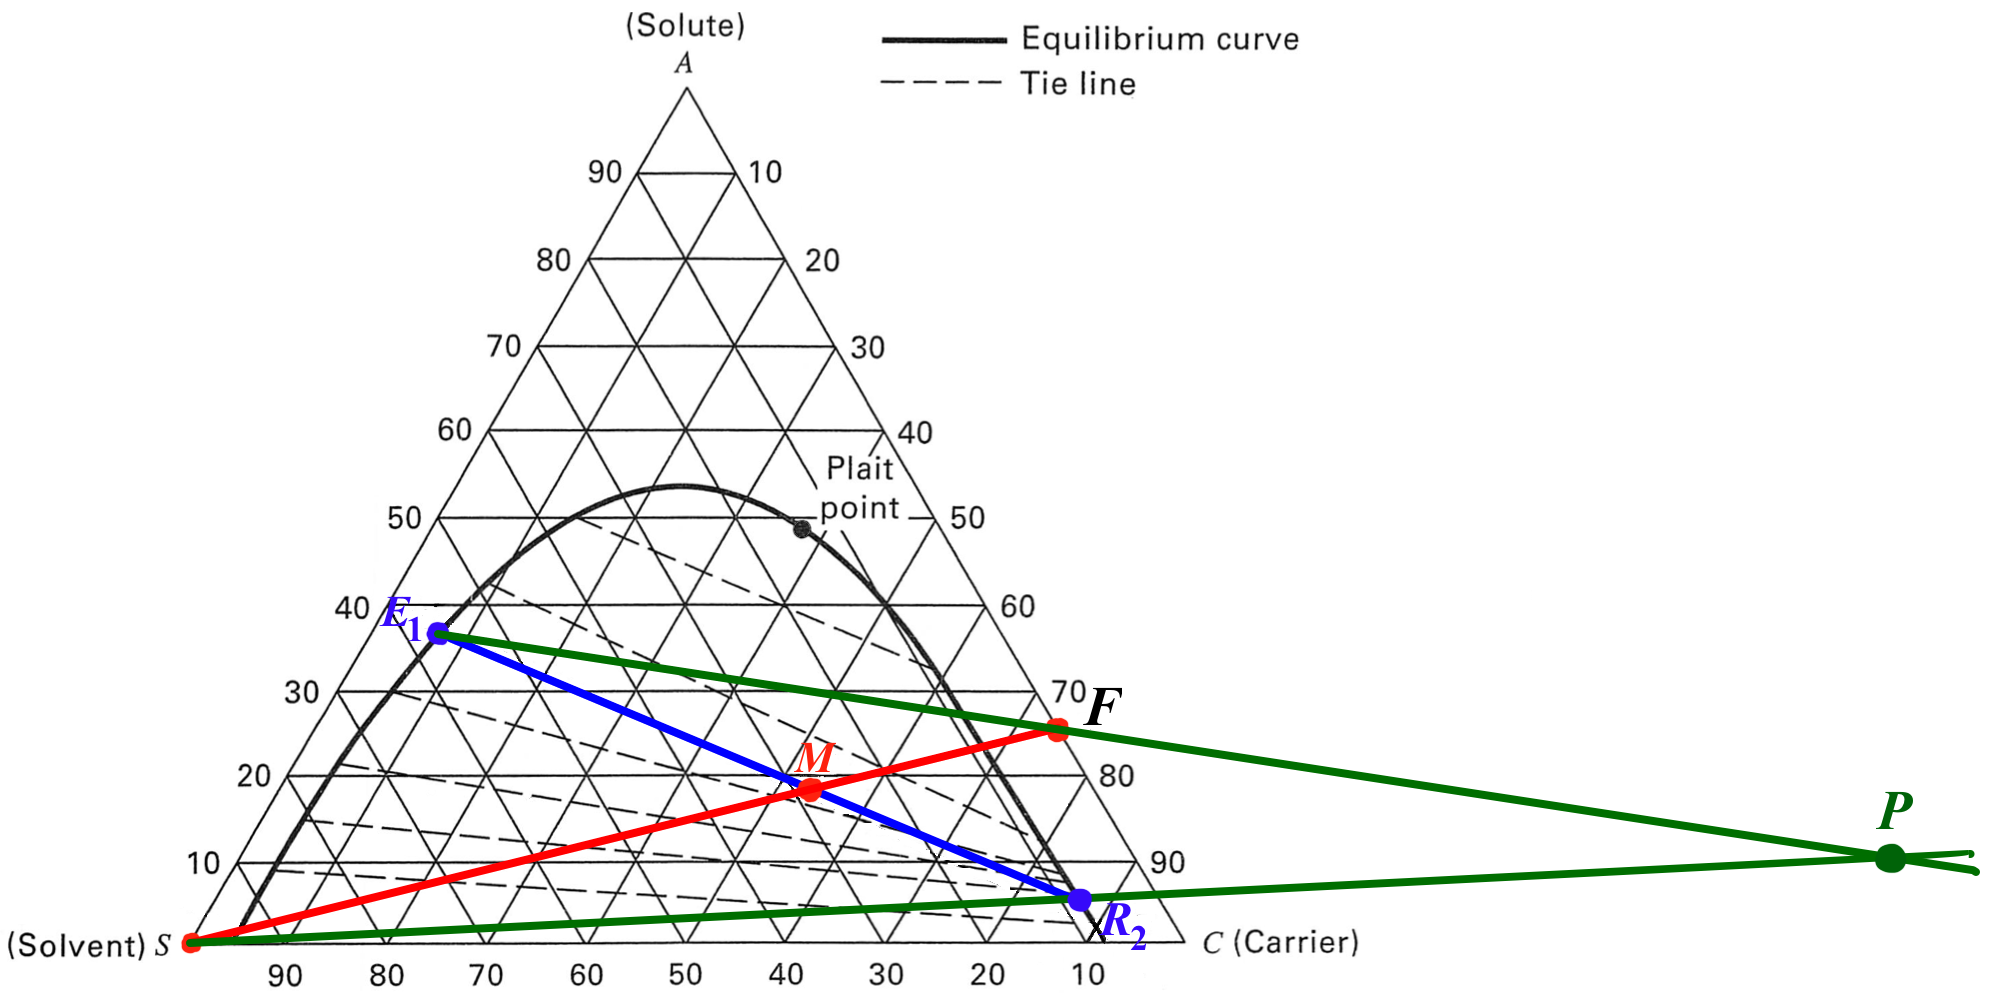 (Solute)
A
Equilibrium curve
Tie line
90 10
80 20
70 30
60 40
Plait
point
50 50
40 60
E1
30 70 F
M
20 80
P
10 90
R2
(Solvent) S
C (Carrier)
90 80 70 60 50 40 30 20 10